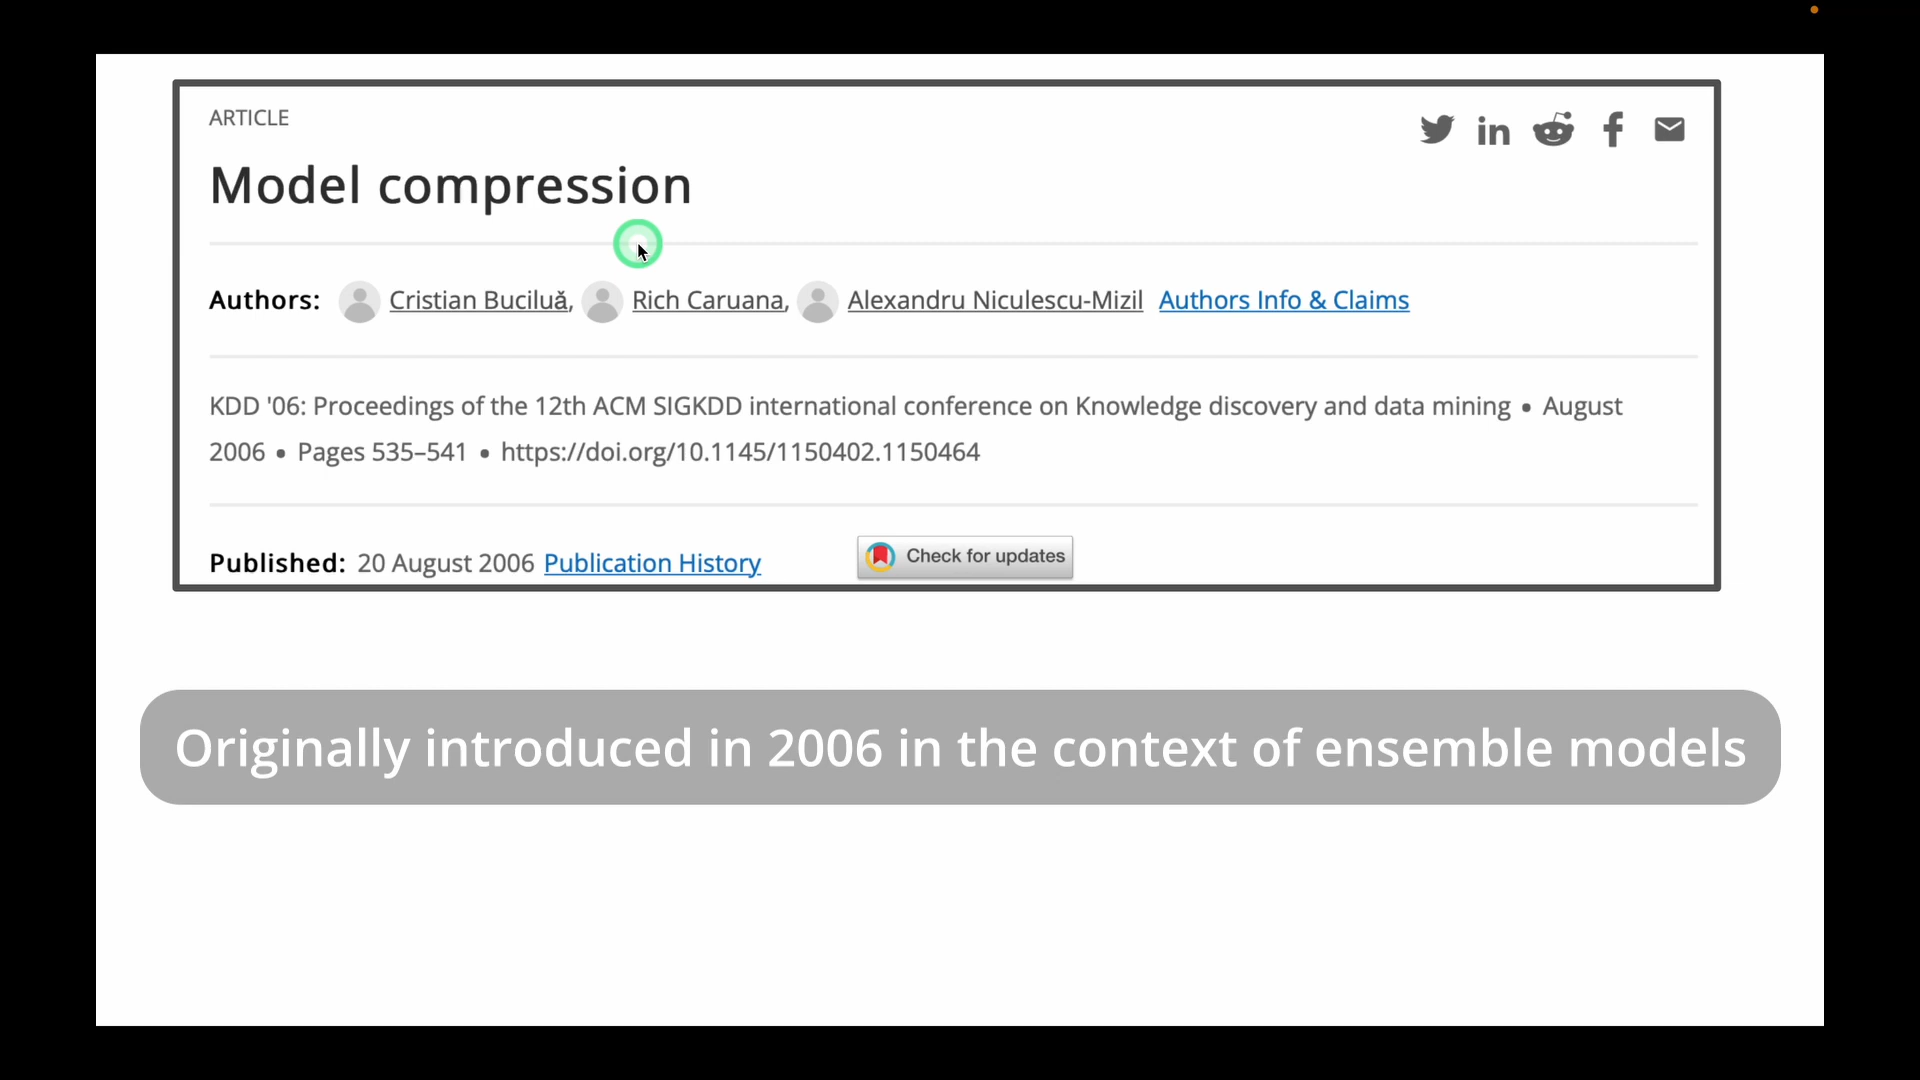 ARTICLE
Model compression
Authors: Cristian Buciluǎ, Rich Caruana, Alexandru Niculescu-Mizil Authors Info & Claims
KDD '06: Proceedings of the 12th ACM SIGKDD international conference on Knowledge discovery and data mining • August
2006 • Pages 535–541 • https://doi.org/10.1145/1150402.1150464
Published: 20 August 2006 Publication History
Check for updates
Originally introduced in 2006 in the context of ensemble models